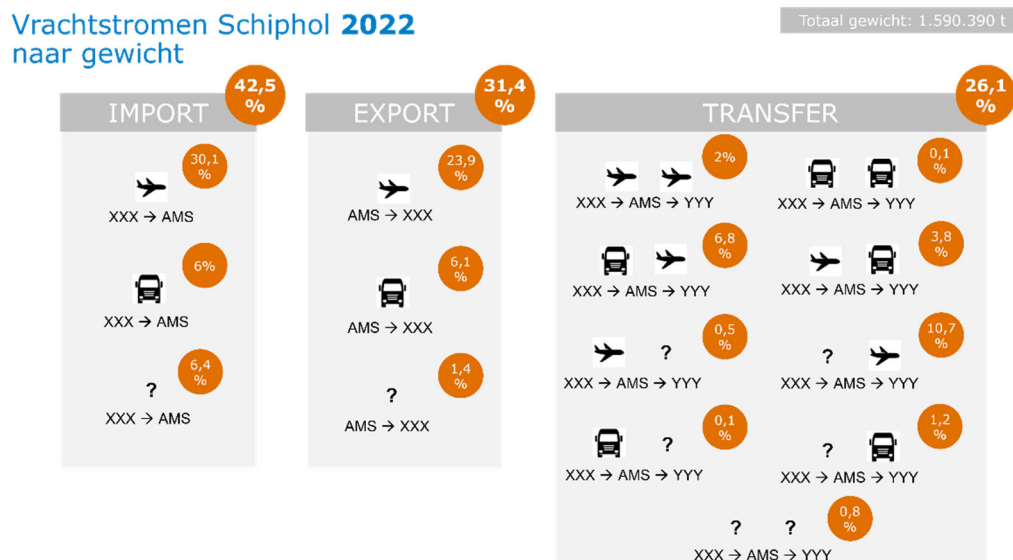 Vrachtstromen Schiphol 2022
naar gewicht
Totaal gewicht: 1.590.390 t
IMPORT
42,5
%
30,1
%
XXX → AMS
6%
XXX → AMS
6,4
%
?
XXX → AMS
EXPORT
31,4
%
23,9
%
AMS → XXX
6,1
%
AMS → XXX
1,4
%
?
AMS → XXX
TRANSFER
26,1
%
2%
XXX → AMS → YYY
0,1
%
XXX → AMS → YYY
6,8
%
XXX → AMS → YYY
3,8
%
XXX → AMS → YYY
0,5
%
?
XXX → AMS → YYY
10,7
%
?
XXX → AMS → YYY
0,1
%
?
XXX → AMS → YYY
1,2
%
?
XXX → AMS → YYY
0,8
%
? ?
XXX → AMS → YYY